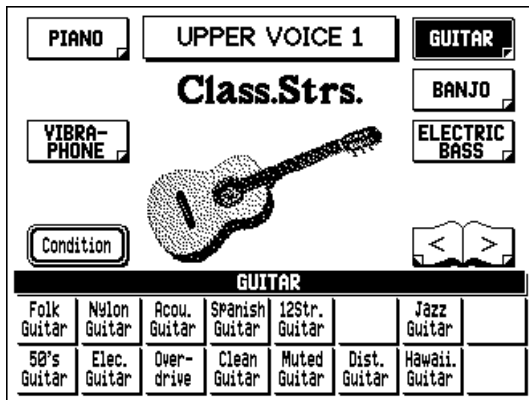 PIANO
UPPER VOICE 1
GUITAR
Class.Strs.
BANJO
VIBRA-
PHONE
ELECTRIC
BASS
Condition
< >
GUITAR
Folk Guitar
Nylon Guitar
Acou. Guitar
Spanish Guitar
12Str. Guitar
Jazz Guitar
50's Guitar
Elec. Guitar
Over- drive
Clean Guitar
Muted Guitar
Dist. Guitar
Hawaii. Guitar